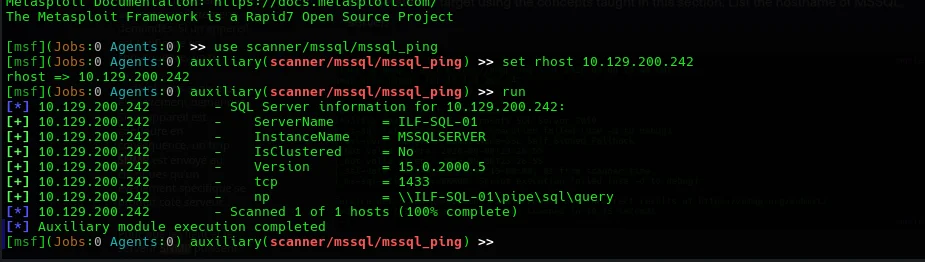 Metasploit Documentation: https://docs.metasploit.com/
The Metasploit Framework is a Rapid7 Open Source Project
[msf](Jobs:0 Agents:0) >> use scanner/mssql/mssql_ping
[msf](Jobs:0 Agents:0) auxiliary(scanner/mssql/mssql_ping) >> set rhost 10.129.200.242
rhost => 10.129.200.242
[msf](Jobs:0 Agents:0) auxiliary(scanner/mssql/mssql_ping) >> run
[*] 10.129.200.242 - SQL Server information for 10.129.200.242:
[+] 10.129.200.242 - ServerName = ILF-SQL-01
[+] 10.129.200.242 - InstanceName = MSSQLSERVER
[+] 10.129.200.242 - IsClustered = No
[+] 10.129.200.242 - Version = 15.0.2000.5
[+] 10.129.200.242 - tcp = 1433
[+] 10.129.200.242 - np = \\ILF-SQL-01\pipe\sql\query
[*] 10.129.200.242 - Scanned 1 of 1 hosts (100% complete)
[*] Auxiliary module execution completed
[msf](Jobs:0 Agents:0) auxiliary(scanner/mssql/mssql_ping) >>